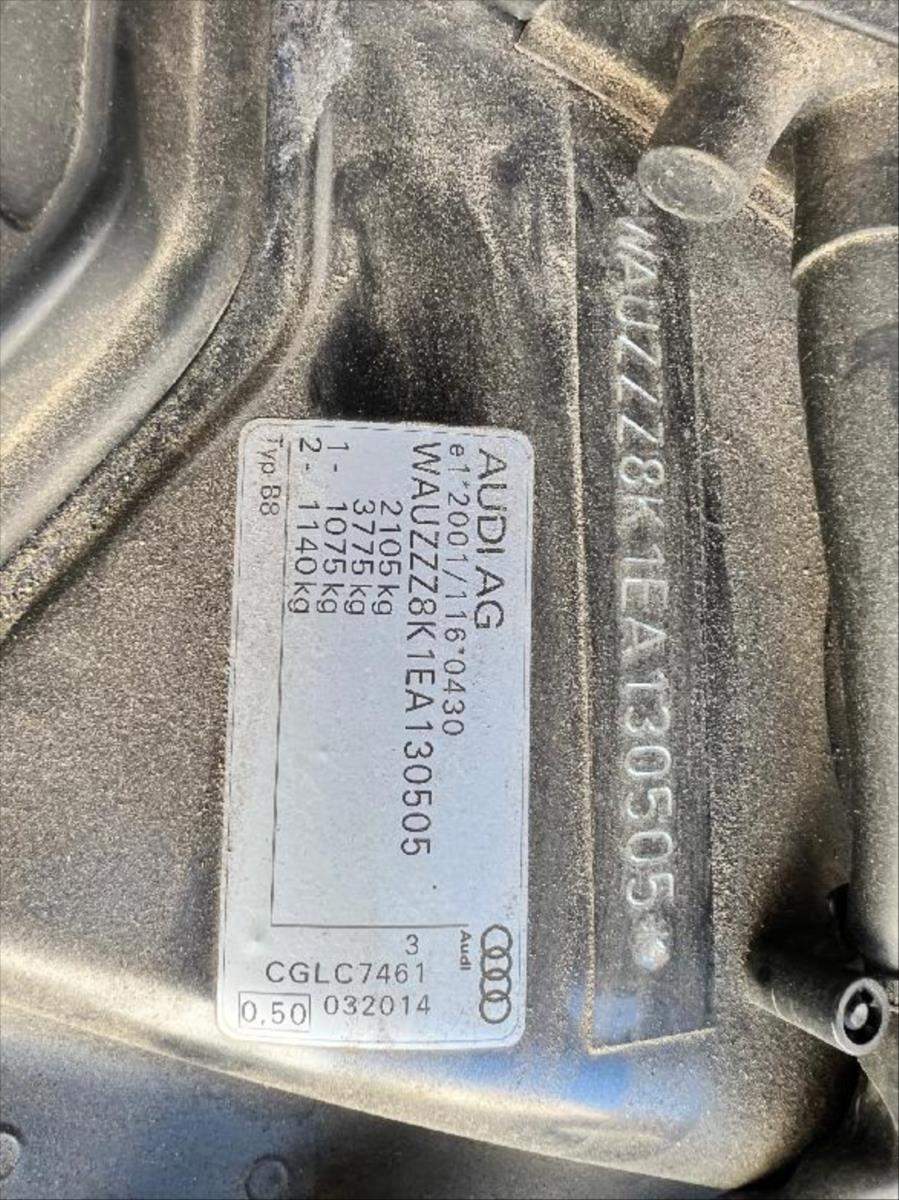 AUDI AG
e1*2001/116*0430
WAUZZZ8K1EA130505
2105 kg
3775 kg
1- 1075 kg
2- 1140 kg
Typ B8
Audi
3
CGLC7461
032014
0,50
WAUZZZ8K1EA130505